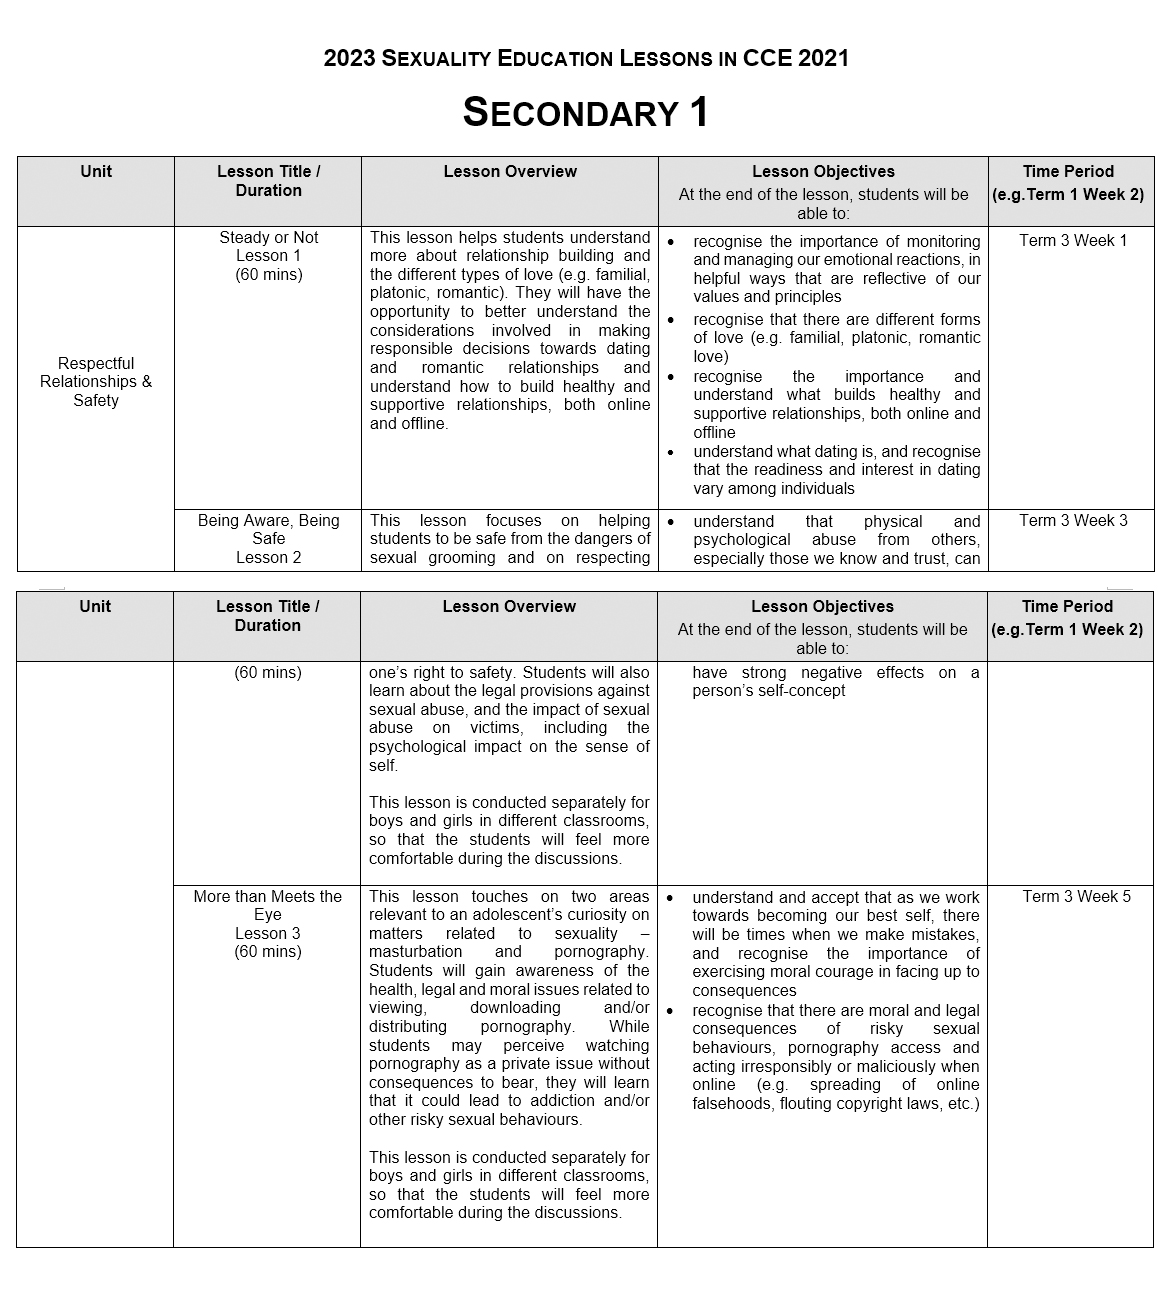 2023 SEXUALITY EDUCATION LESSONS IN CCE 2021
SECONDARY 1
Unit
Lesson Title /
Duration
Lesson Overview
Lesson Objectives
At the end of the lesson, students will be
able to:
Time Period
(e.g.Term 1 Week 2)
Respectful
Relationships &
Safety
Steady or Not
Lesson 1
(60 mins)
This lesson helps students understand
more about relationship building and
the different types of love (e.g. familial,
platonic, romantic). They will have the
opportunity to better understand the
considerations involved in making
responsible decisions towards dating
and romantic relationships and
understand how to build healthy and
supportive relationships, both online
and offline.
• recognise the importance of monitoring
and managing our emotional reactions, in
helpful ways that are reflective of our
values and principles
• recognise that there are different forms
of love (e.g. familial, platonic, romantic
love)
• recognise the importance and
understand what builds healthy and
supportive relationships, both online and
offline
• understand what dating is, and recognise
that the readiness and interest in dating
vary among individuals
Term 3 Week 1
Being Aware, Being
Safe
Lesson 2
This lesson focuses on helping
students to be safe from the dangers of
sexual grooming and on respecting
• understand that physical and
psychological abuse from others,
especially those we know and trust, can
Term 3 Week 3
Unit
Lesson Title /
Duration
Lesson Overview
Lesson Objectives
At the end of the lesson, students will be
able to:
Time Period
(e.g.Term 1 Week 2)
(60 mins)
one's right to safety. Students will also
learn about the legal provisions against
sexual abuse, and the impact of sexual
abuse on victims, including the
psychological impact on the sense of
self.
This lesson is conducted separately for
boys and girls in different classrooms,
so that the students will feel more
comfortable during the discussions.
have strong negative effects on a
person's self-concept
More than Meets the
Eye
Lesson 3
(60 mins)
This lesson touches on two areas
relevant to an adolescent's curiosity on
matters related to sexuality –
masturbation and pornography.
Students will gain awareness of the
health, legal and moral issues related to
viewing, downloading and/or
distributing pornography. While
students may perceive watching
pornography as a private issue without
consequences to bear, they will learn
that it could lead to addiction and/or
other risky sexual behaviours.
This lesson is conducted separately for
boys and girls in different classrooms,
so that the students will feel more
comfortable during the discussions.
• understand and accept that as we work
towards becoming our best self, there
will be times when we make mistakes,
and recognise the importance of
exercising moral courage in facing up to
consequences
• recognise that there are moral and legal
consequences of risky sexual
behaviours, pornography access and
acting irresponsibly or maliciously when
online (e.g. spreading of online
falsehoods, flouting copyright laws, etc.)
Term 3 Week 5